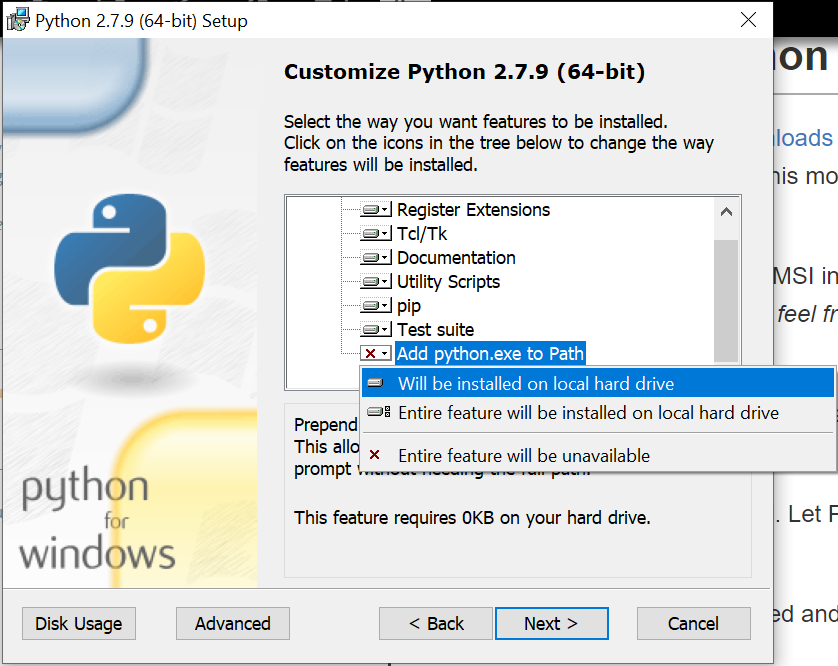 Python 2.7.9 (64-bit) Setup
on
Customize Python 2.7.9 (64-bit)
Select the way you want features to be installed.
Click on the icons in the tree below to change the way
features will be installed.
loads
his mo
Register Extensions
Tcl/Tk
Documentation
Utility Scripts
pip
Test suite
Add python.exe to Path
MSI in
feel fr
Will be installed on local hard drive
Entire feature will be installed on local hard drive
Entire feature will be unavailable
Prepend
This allo
prompt without needing the full path.
This feature requires 0KB on your hard drive.
. Let F
python
for
windows
ed and
Disk Usage
Advanced
< Back
Next >
Cancel